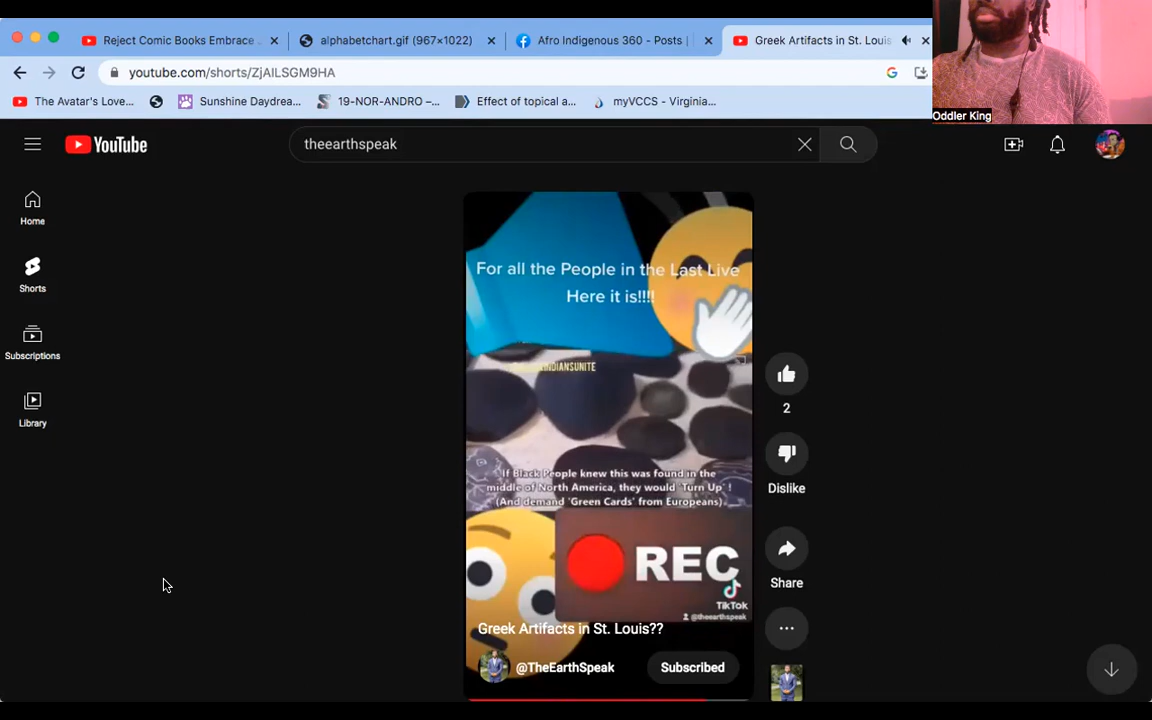 Reject Comic Books Embrace
alphabetchart.gif (967×1022)
Afro Indigenous 360 - Posts |
Greek Artifacts in St. Louis
youtube.com/shorts/ZjAILSGM9HA
The Avatar's Love...
Sunshine Daydrea...
19-NOR-ANDRO –...
Effect of topical a...
myVCCS - Virginia...
Oddler King
YouTube
theearthspeak
Home
Shorts
Subscriptions
Library
For all the People in the Last Live
Here it is!!!!
INDIANSUNITE
If Black People knew this was found in the
middle of North America, they would 'Turn Up' !
(And demand 'Green Cards' from Europeans)
REC
TikTok
@theearthspeak
Greek Artifacts in St. Louis??
@TheEarthSpeak
Subscribed
2
Dislike
Share